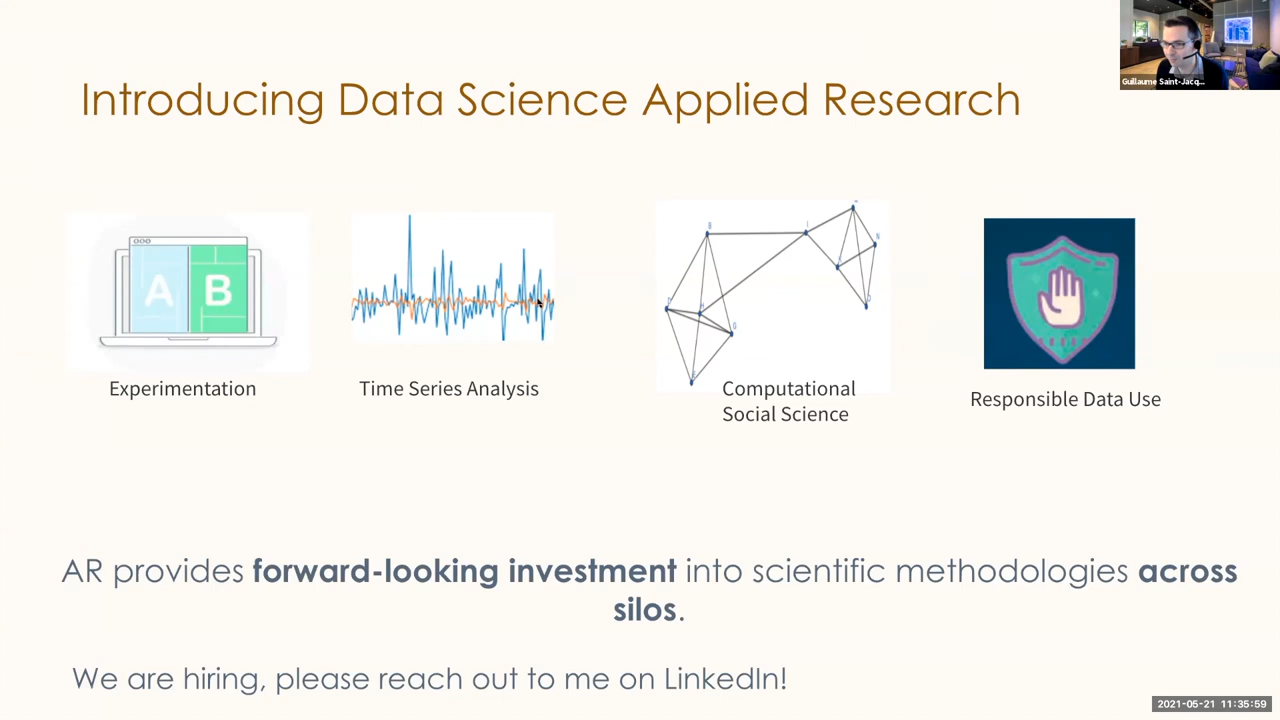 Guillaume Saint-Jacq...
Introducing Data Science Applied Research
A B
Experimentation
Time Series Analysis
Computational
Social Science
Responsible Data Use
AR provides forward-looking investment into scientific methodologies across
silos.
We are hiring, please reach out to me on LinkedIn!
2021-05-21 11:35:59